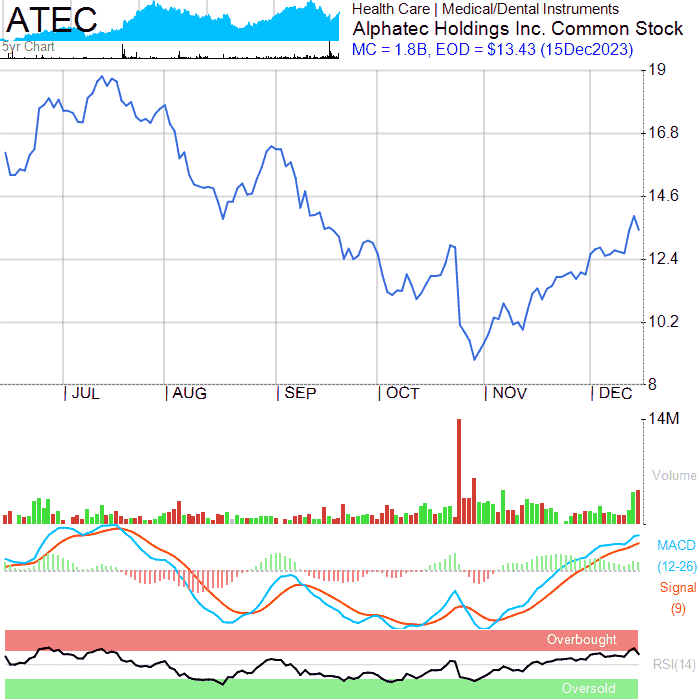 ATEC
5yr Chart
Health Care | Medical/Dental Instruments
Alphatec Holdings Inc. Common Stock
MC = 1.8B, EOD = $13.43 (15Dec2023)
19
16.8
14.6
12.4
10.2
8
JUL AUG SEP OCT NOV DEC
14M
Volume
MACD
(12-26)
Signal
(9)
Overbought
RSI(14)
Oversold